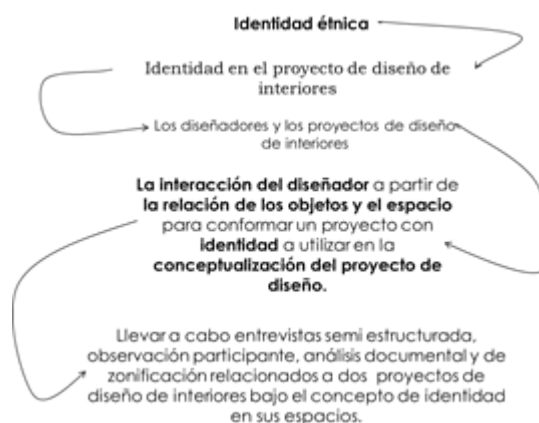 Identidad étnica
Identidad en el proyecto de diseño de
interiores
Los diseñadores y los proyectos de diseño
de interiores
La interacción del diseñador a partir de
la relación de los objetos y el espacio
para conformar un proyecto con
identidad a utilizar en la
conceptualización del proyecto de
diseño.
Llevar a cabo entrevistas semi estructurada,
observación participante, análisis documental y de
zonificación relacionados a dos proyectos de
diseño de interiores bajo el concepto de identidad
en sus espacios.